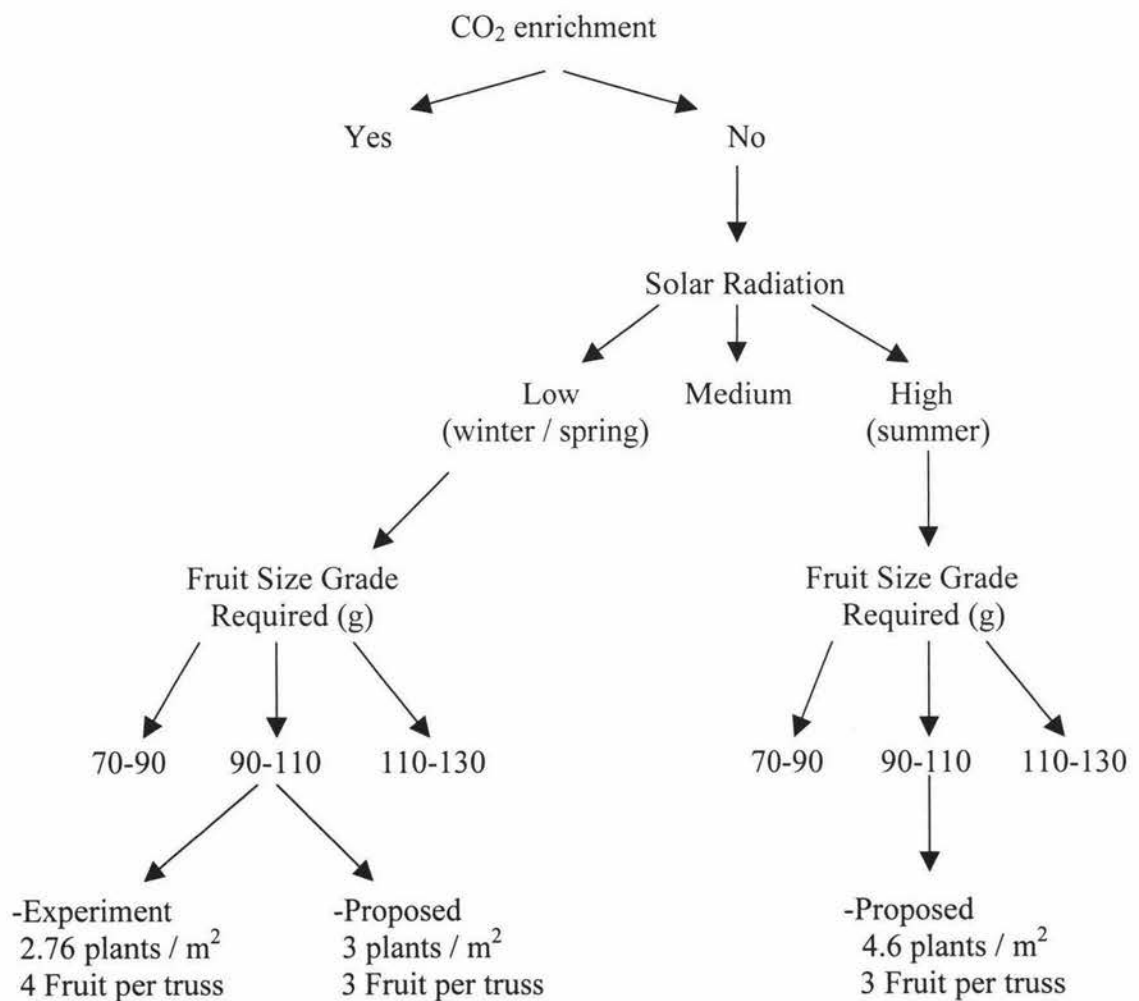 CO₂ enrichment
Yes No
Solar Radiation
Low Medium High
(winter / spring) (summer)
Fruit Size Grade Fruit Size Grade
Required (g) Required (g)
70-90 90-110 110-130 70-90 90-110 110-130
-Experiment -Proposed -Proposed
2.76 plants / m² 3 plants / m² 4.6 plants / m²
4 Fruit per truss 3 Fruit per truss 3 Fruit per truss